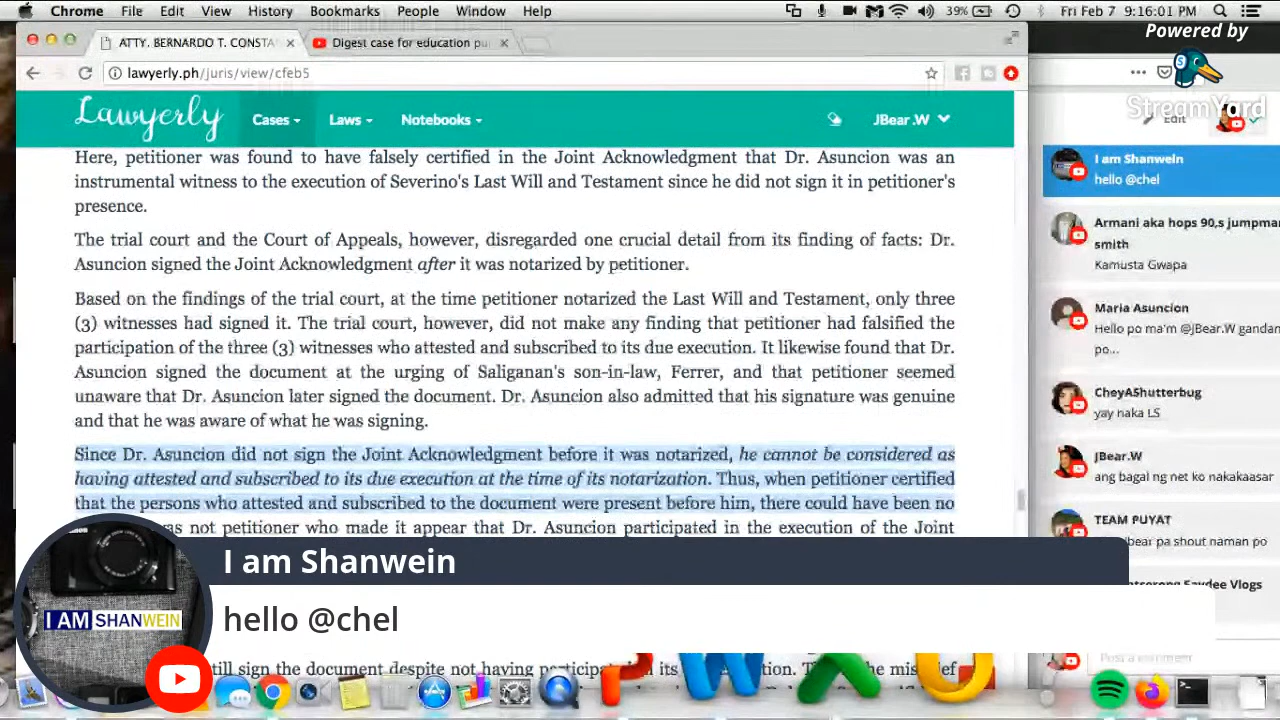 Chrome File Edit View History Bookmarks People Window Help 39% Fri Feb 7 9:16:01 PM
Powered by
StreamYard
ATTY. BERNARDO T. CONSTA
Digest case for education pu
lawyerly.ph/juris/view/cfeb5
Lawyerly Cases Laws Notebooks JBear.W
Here, petitioner was found to have falsely certified in the Joint Acknowledgment that Dr. Asuncion was an
instrumental witness to the execution of Severino's Last Will and Testament since he did not sign it in petitioner's
presence.
The trial court and the Court of Appeals, however, disregarded one crucial detail from its finding of facts: Dr.
Asuncion signed the Joint Acknowledgment after it was notarized by petitioner.
Based on the findings of the trial court, at the time petitioner notarized the Last Will and Testament, only three
(3) witnesses had signed it. The trial court, however, did not make any finding that petitioner had falsified the
participation of the three (3) witnesses who attested and subscribed to its due execution. It likewise found that Dr.
Asuncion signed the document at the urging of Saliganan's son-in-law, Ferrer, and that petitioner seemed
unaware that Dr. Asuncion later signed the document. Dr. Asuncion also admitted that his signature was genuine
and that he was aware of what he was signing.
Since Dr. Asuncion did not sign the Joint Acknowledgment before it was notarized, he cannot be considered as
having attested and subscribed to its due execution at the time of its notarization. Thus, when petitioner certified
that the persons who attested and subscribed to the document were present before him, there could have been no
not petitioner who made it appear that Dr. Asuncion participated in the execution of the Joint
sign the document despite not having
Edit
I am Shanwein
hello @chel
Armani aka hops 90,s jumpma
smith
Kamusta Gwapa
Maria Asuncion
Hello po ma'm @JBear.W gandan
po...
CheyAShutterbug
yay naka LS
JBear.W
ang bagal ng net ko nakakaasar
TEAM PUYAT
bear pa shout naman po
Faydee Vlogs
Post a comment
I am Shanwein
hello @chel
I AM SHANWEIN
P W X O